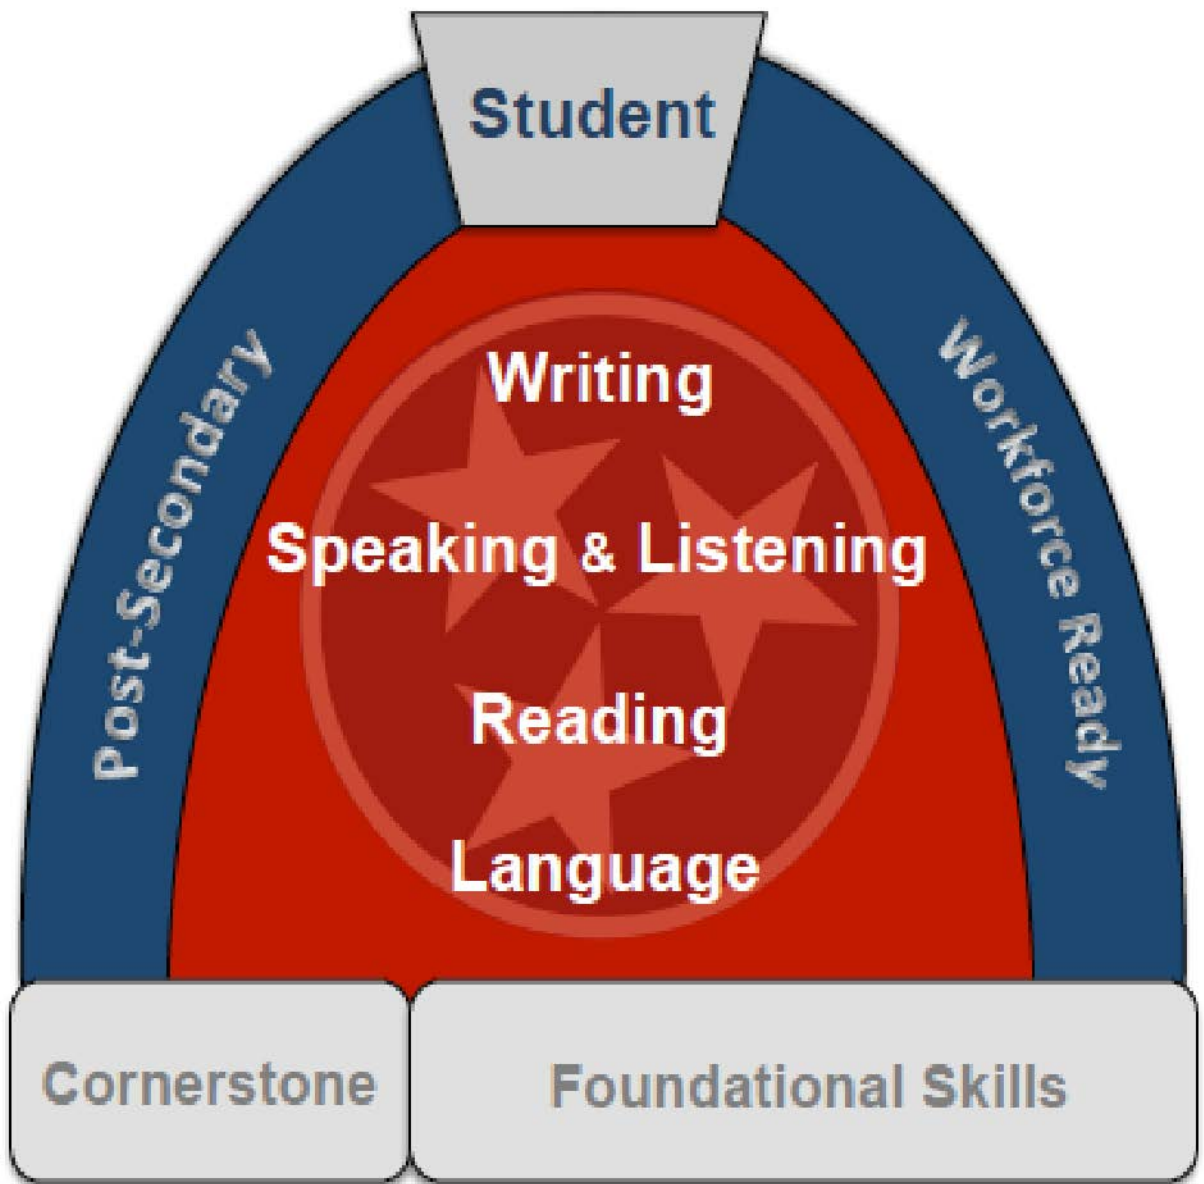 Student
Writing
Speaking & Listening
Reading
Language
Post-Secondary
Workforce Ready
Cornerstone
Foundational Skills